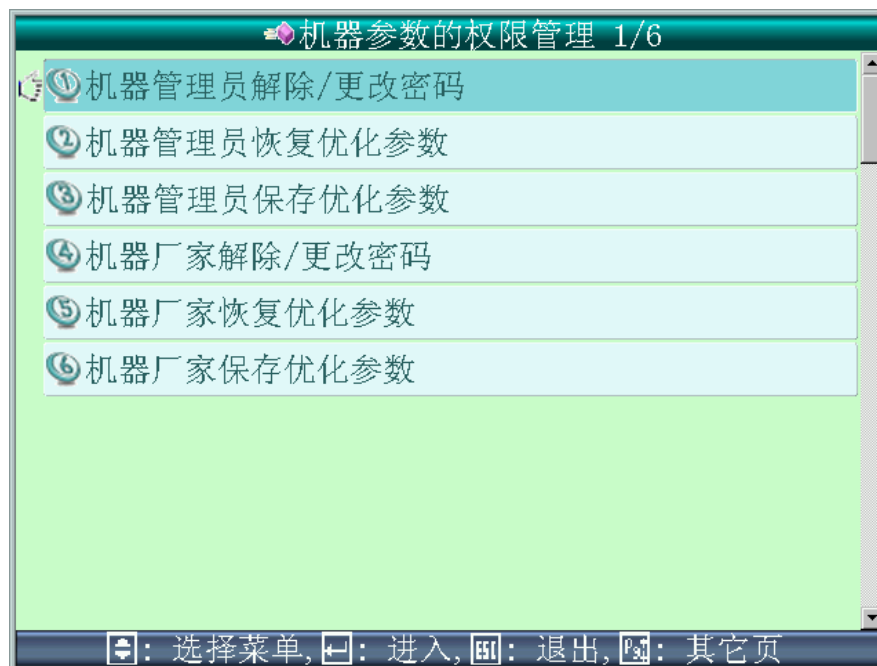 机器参数的权限管理 1/6
①机器管理员解除/更改密码
②机器管理员恢复优化参数
③机器管理员保存优化参数
④机器厂家解除/更改密码
⑤机器厂家恢复优化参数
⑥机器厂家保存优化参数
: 选择菜单, : 进入, ESC: 退出, : 其它页